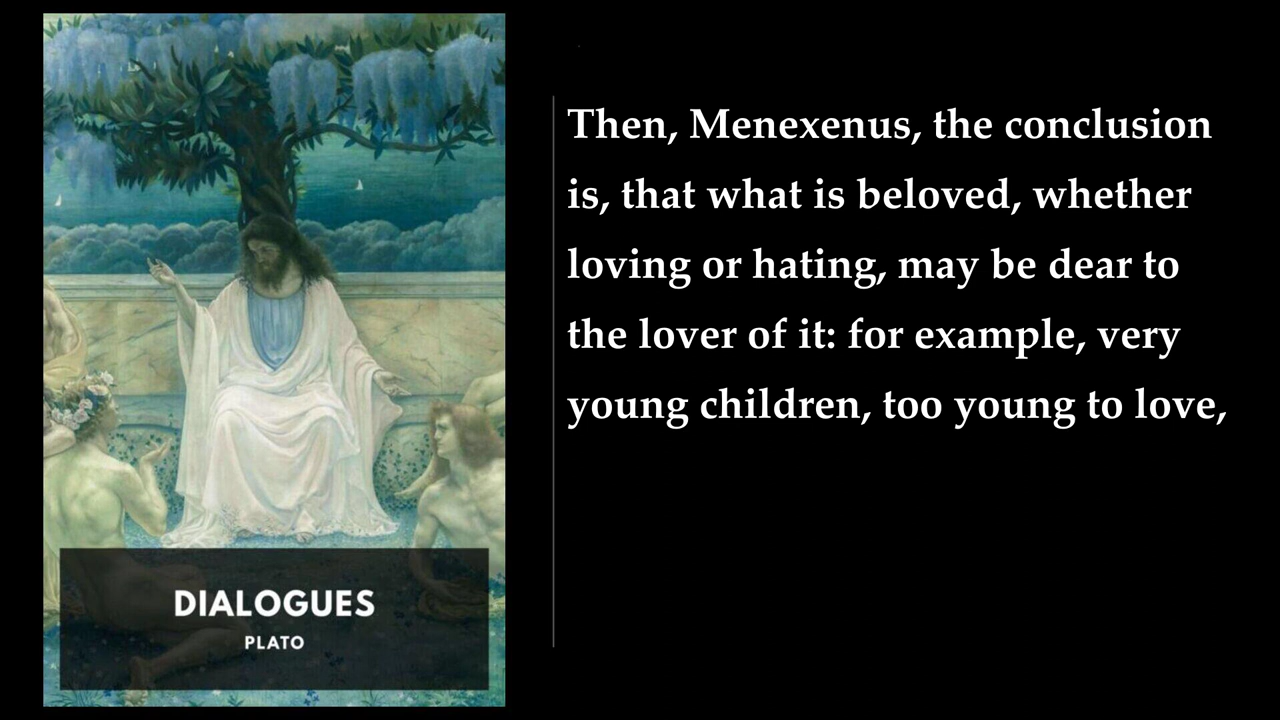 DIALOGUES
PLATO
Then, Menexenus, the conclusion
is, that what is beloved, whether
loving or hating, may be dear to
the lover of it: for example, very
young children, too young to love,